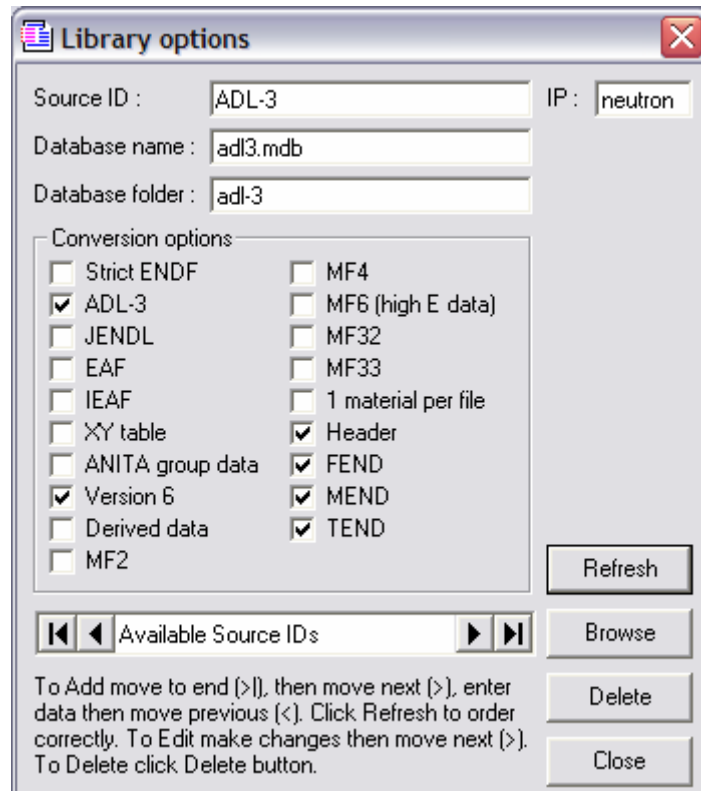 Library options
Source ID : ADL-3 IP : neutron
Database name : adl3.mdb
Database folder : adl-3
Conversion options
Strict ENDF
ADL-3
JENDL
EAF
IEAF
XY table
ANITA group data
Version 6
Derived data
MF2
MF4
MF6 (high E data)
MF32
MF33
1 material per file
Header
FEND
MEND
TEND
Refresh
Available Source IDs
Browse
To Add move to end (>|), then move next (>), enter
data then move previous (<). Click Refresh to order
correctly. To Edit make changes then move next (>).
To Delete click Delete button.
Delete
Close